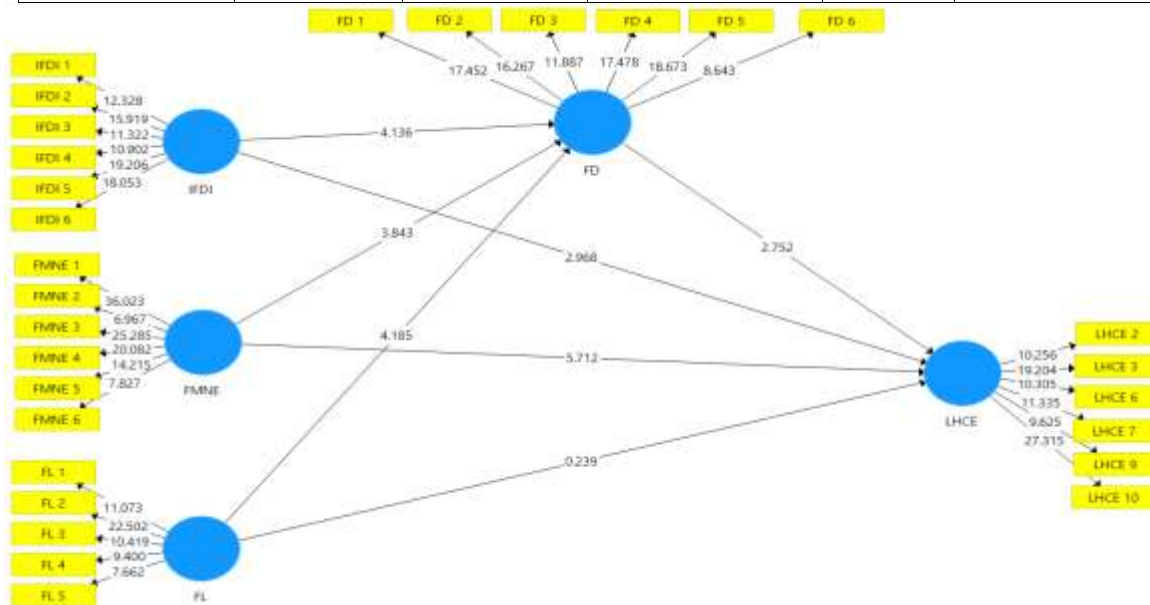 FD 1
FD 2
FD 3
FD 4
FD 5
FD 6
17.452
16.267
11.887
17.478
18.673
8.643
IFDI 1
IFDI 2
IFDI 3
IFDI 4
IFDI 5
IFDI 6
12.328
15.919
11.322
10.902
19.206
18.053
IFDI
4.136
FD
3.843
2.968
2.752
4.185
FMNE 1
FMNE 2
FMNE 3
FMNE 4
FMNE 5
FMNE 6
36.023
6.967
25.285
20.082
14.215
7.827
FMNE
5.712
LHCE
10.256
19.204
10.305
11.335
9.625
27.315
LHCE 2
LHCE 3
LHCE 6
LHCE 7
LHCE 9
LHCE 10
0.239
FL 1
FL 2
FL 3
FL 4
FL 5
11.073
22.502
10.419
9.400
7.662
FL